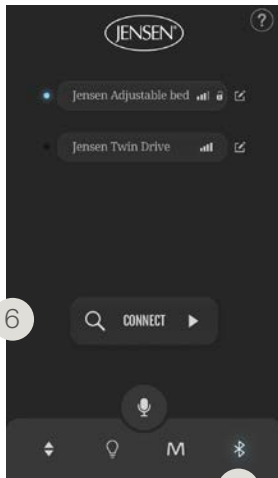 JENSEN
?
Jensen Adjustable bed
Jensen Twin Drive
6
CONNECT
M